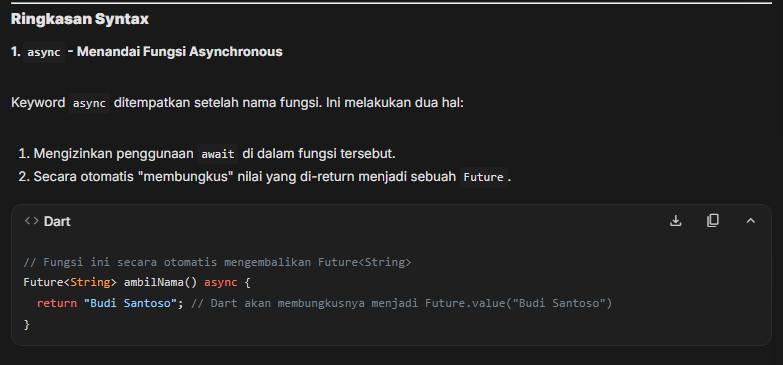 Ringkasan Syntax
1. async - Menandai Fungsi Asynchronous
Keyword async ditempatkan setelah nama fungsi. Ini melakukan dua hal:
1. Mengizinkan penggunaan await di dalam fungsi tersebut.
2. Secara otomatis "membungkus" nilai yang di-return menjadi sebuah Future.
<> Dart
// Fungsi ini secara otomatis mengembalikan Future<String>
Future<String> ambilNama() async {
  return "Budi Santoso"; // Dart akan membungkusnya menjadi Future.value("Budi Santoso")
}